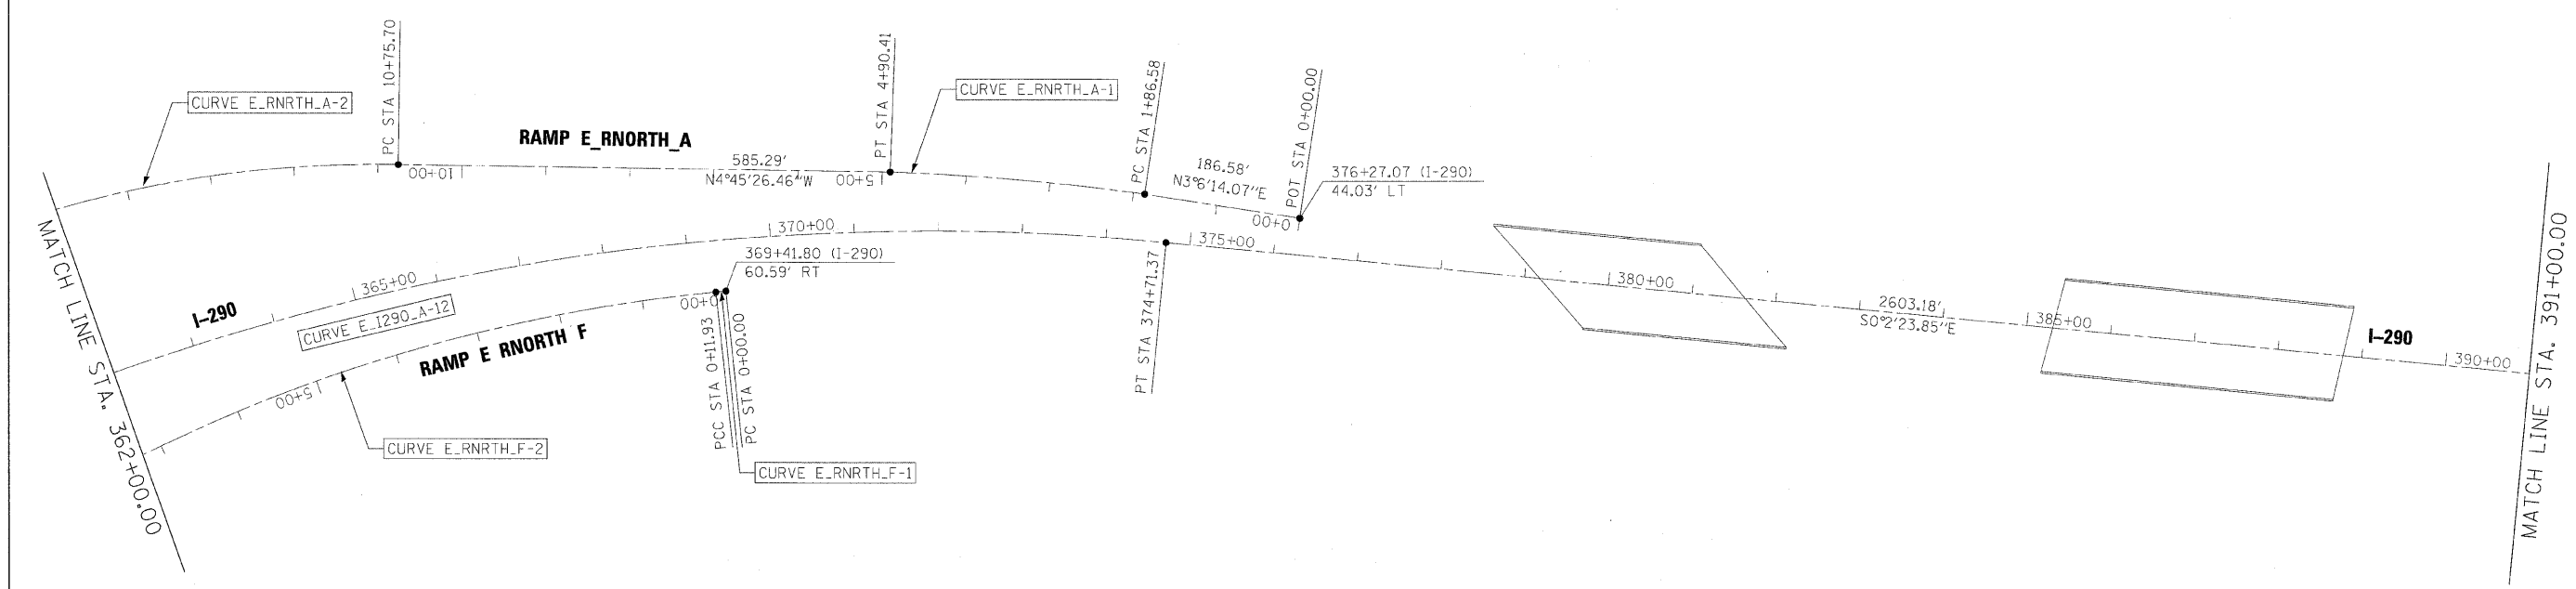 PC STA 10+75.70
PT STA 4+90.41
PC STA 1+86.58
POT STA 0+00.00
CURVE E_RNRTH_A-2
CURVE E_RNRTH_A-1
RAMP E_RNORTH_A
585.29'
N4°45'26.46"W
10+00
5+00
186.58'
N3°6'14.07"E
0+00
376+27.07 (I-290)
44.03' LT
MATCH LINE STA. 362+00.00
I-290
365+00
370+00
375+00
380+00
385+00
390+00
369+41.80 (I-290)
60.59' RT
CURVE E_I290_A-12
RAMP E RNORTH F
0+00
5+00
PCC STA 0+11.93
PC STA 0+00.00
PT STA 374+71.37
2603.18'
S0°2'23.85"E
I-290
CURVE E_RNRTH_F-2
CURVE E_RNRTH_F-1
MATCH LINE STA. 391+00.00